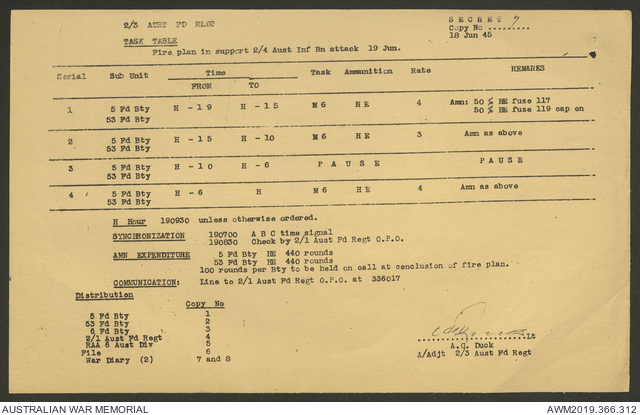 2/3 AUST FD REGT
S E C R E T
Copy No ......7...
18 Jun 45
TASK TABLE
Fire plan in support 2/4 Aust Inf Bn attack 19 Jun.
Serial Sub Unit Time Task Ammunition Rate REMARKS
FROM TO
1 5 Fd Bty H - 19 H - 15 M6 HE 4 Amn: 50 % HE fuze 117
53 Fd Bty 50 % HE fuze 119 cap on
2 5 Fd Bty H - 15 H - 10 M6 HE 3 Amn as above
53 Fd Bty
3 5 Fd Bty H - 10 H - 6 P A U S E P A U S E
53 Fd Bty
4 5 Fd Bty H - 6 H M6 HE 4 Amn as above
53 Fd Bty
H Hour 190930 unless otherwise ordered.
SYNCHRONIZATION 190700 A B C time signal
190830 Check by 2/1 Aust Fd Regt O.P.O.
AMN EXPENDITURE 5 Fd Bty HE 440 rounds
53 Fd Bty HE 440 rounds
100 rounds per Bty to be held on call at conclusion of fire plan.
COMMUNICATION: Line to 2/1 Aust Fd Regt O.P.O. at 336017
Distribution
Copy No
5 Fd Bty 1
53 Fd Bty 2
6 Fd Bty 3
2/1 Aust Fd Regt 4
RAA 6 Aust Div 5
File 6
War Diary (2) 7 and 8
..................Lt
A.G. Duck
A/Adjt 2/3 Aust Fd Regt
AUSTRALIAN WAR MEMORIAL
AWM2019.366.312